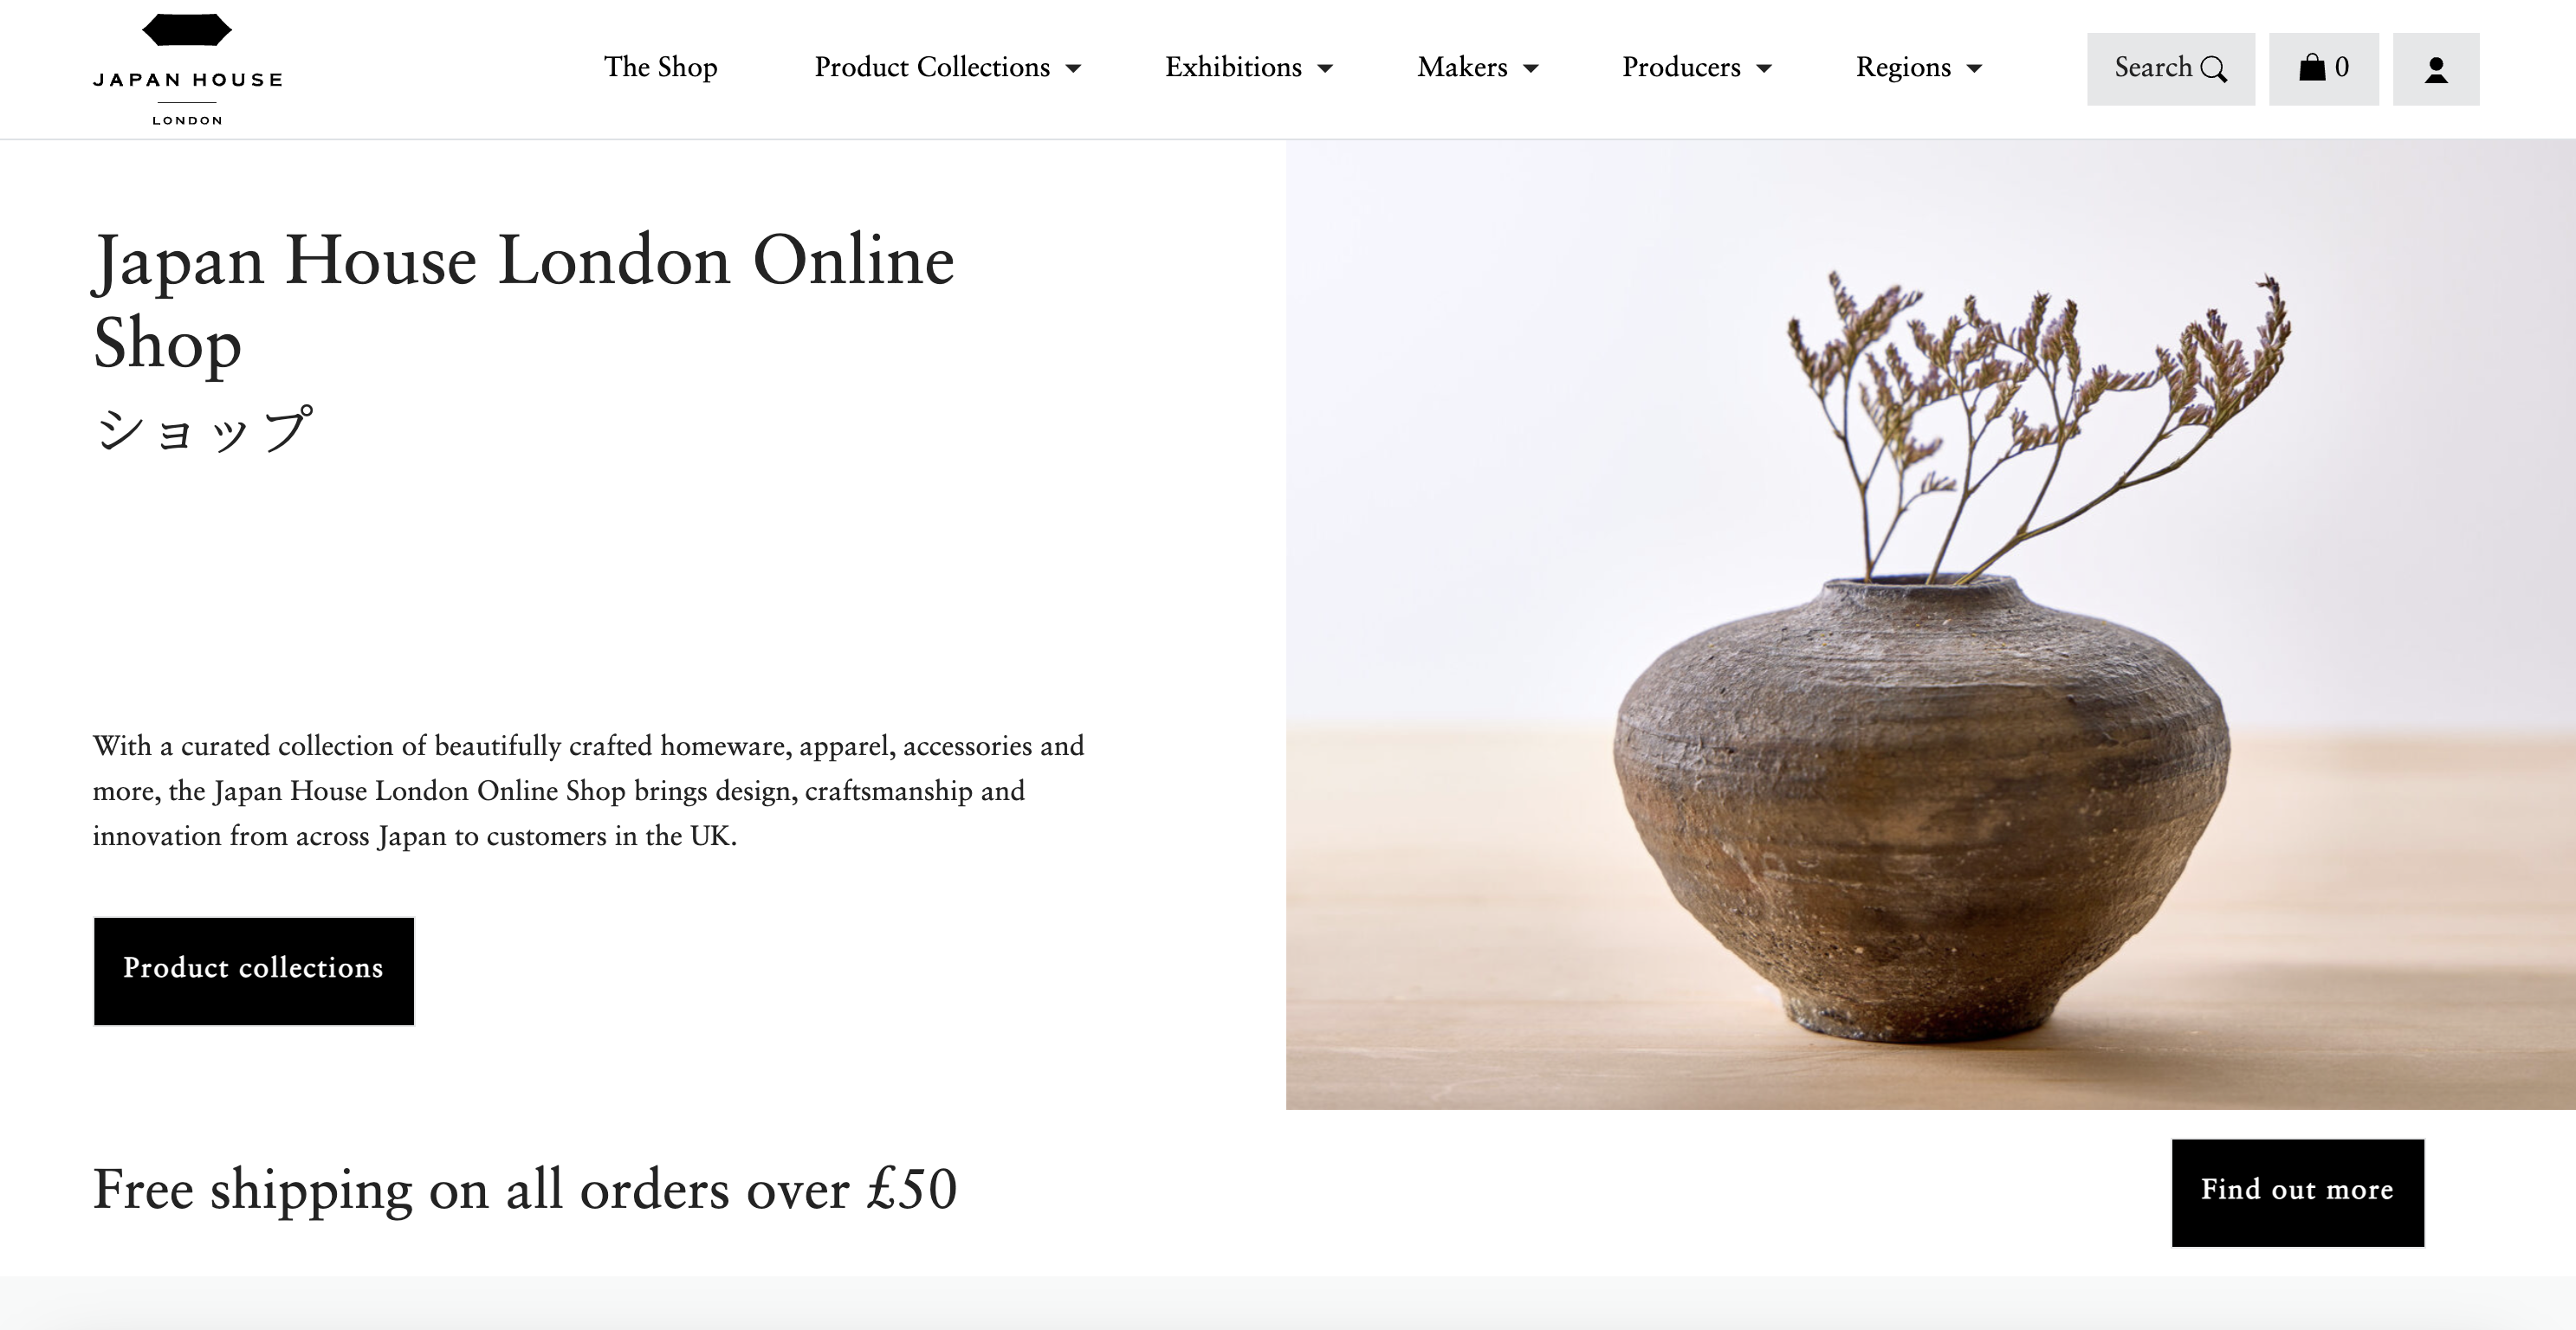 JAPAN HOUSE
LONDON
The Shop
Product Collections
Exhibitions
Makers
Producers
Regions
Search
0
Japan House London Online
Shop
ショップ
With a curated collection of beautifully crafted homeware, apparel, accessories and
more, the Japan House London Online Shop brings design, craftsmanship and
innovation from across Japan to customers in the UK.
Product collections
Free shipping on all orders over £50
Find out more